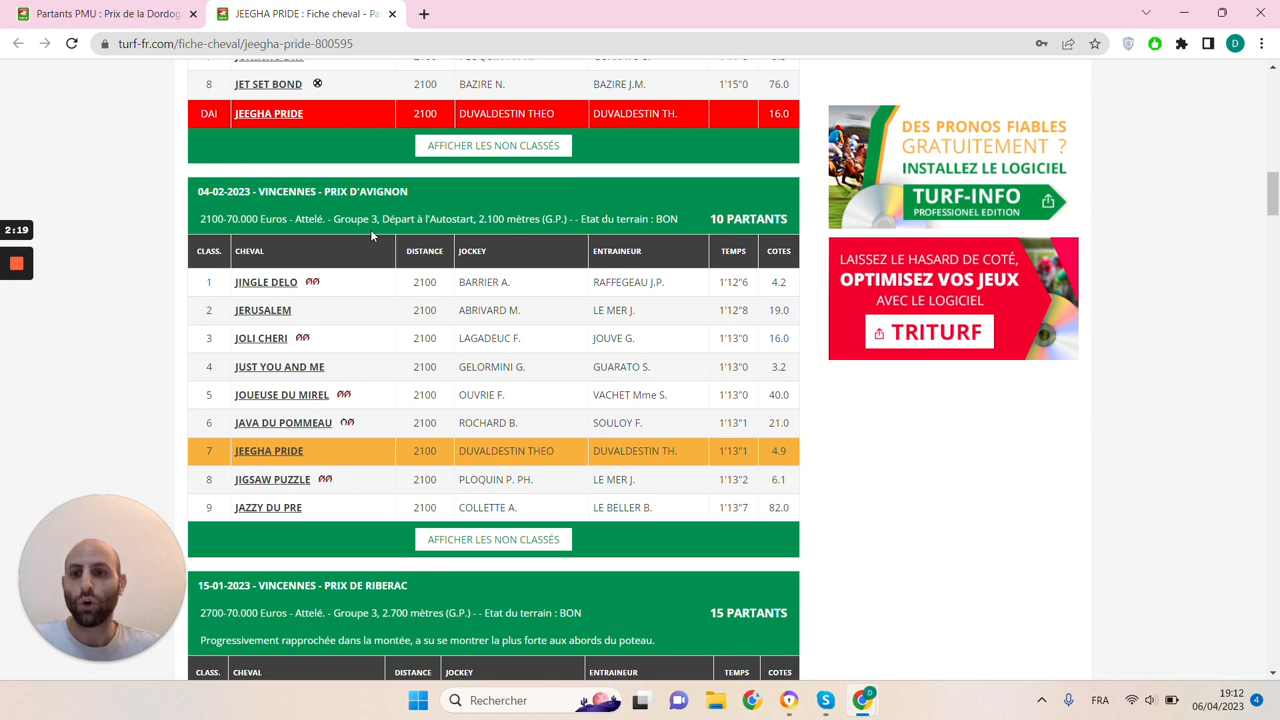 Partants PMU : Prix de la Dordog
JEEGHA PRIDE : Fiche cheval - Pa
turf-fr.com/fiche-cheval/jeegha-pride-800595
D
8 JET SET BOND 2100 BAZIRE N. BAZIRE J.M. 1'15"0 76.0
DAI JEEGHA PRIDE 2100 DUVALDESTIN THEO DUVALDESTIN TH. 16.0
AFFICHER LES NON CLASSÉS
04-02-2023 - VINCENNES - PRIX D'AVIGNON
2100-70.000 Euros - Attelé. - Groupe 3, Départ à l'Autostart, 2.100 mètres (G.P.) - - Etat du terrain : BON 10 PARTANTS
CLASS. CHEVAL DISTANCE JOCKEY ENTRAINEUR TEMPS COTES
1 JINGLE DELO 2100 BARRIER A. RAFFEGEAU J.P. 1'12"6 4.2
2 JERUSALEM 2100 ABRIVARD M. LE MER J. 1'12"8 19.0
3 JOLI CHERI 2100 LAGADEUC F. JOUVE G. 1'13"0 16.0
4 JUST YOU AND ME 2100 GELORMINI G. GUARATO S. 1'13"0 3.2
5 JOUEUSE DU MIREL 2100 OUVRIE F. VACHET Mme S. 1'13"0 40.0
6 JAVA DU POMMEAU 2100 ROCHARD B. SOULOY F. 1'13"1 21.0
7 JEEGHA PRIDE 2100 DUVALDESTIN THEO DUVALDESTIN TH. 1'13"1 4.9
8 JIGSAW PUZZLE 2100 PLOQUIN P. PH. LE MER J. 1'13"2 6.1
9 JAZZY DU PRE 2100 COLLETTE A. LE BELLER B. 1'13"7 82.0
AFFICHER LES NON CLASSÉS
15-01-2023 - VINCENNES - PRIX DE RIBERAC
2700-70.000 Euros - Attelé. - Groupe 3, 2.700 mètres (G.P.) - - Etat du terrain : BON 15 PARTANTS
Progressivement rapprochée dans la montée, a su se montrer la plus forte aux abords du poteau.
CLASS. CHEVAL DISTANCE JOCKEY ENTRAINEUR TEMPS COTES
DES PRONOS FIABLES
GRATUITEMENT ?
INSTALLEZ LE LOGICIEL
TURF-INFO
PROFESIONNEL EDITION
LAISSEZ LE HASARD DE COTÉ,
OPTIMISEZ VOS JEUX
AVEC LE LOGICIEL
TRITURF
2:19
Rechercher
D
FRA
19:12
06/04/2023
4